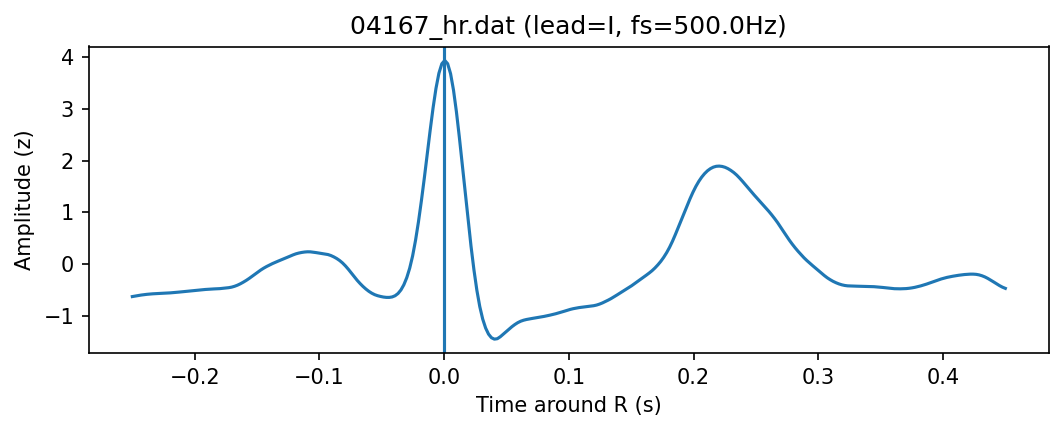 04167_hr.dat (lead=I, fs=500.0Hz)
Amplitude (z)
4
3
2
1
0
−1
−0.2 −0.1 0.0 0.1 0.2 0.3 0.4
Time around R (s)